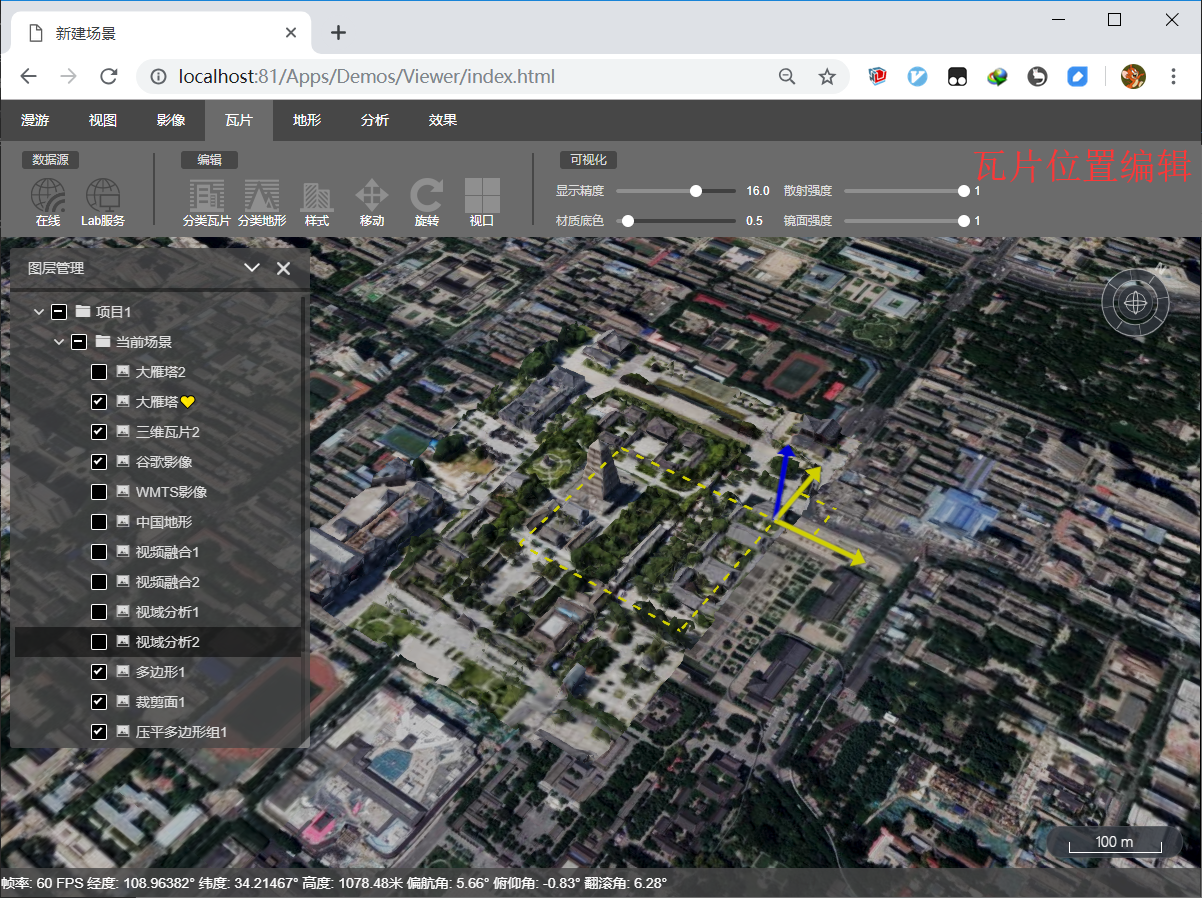 新建场景
localhost:81/Apps/Demos/Viewer/index.html
漫游 视图 影像 瓦片 地形 分析 效果
数据源 编辑 可视化 瓦片位置编辑
显示精度 16.0 散射强度 1
在线 Lab服务 分类瓦片 分类地形 样式 移动 旋转 视口 材质底色 0.5 镜面强度 1
图层管理
项目1
当前场景
大雁塔2
大雁塔💛
三维瓦片2
谷歌影像
WMTS影像
中国地形
视频融合1
视频融合2
视域分析1
视域分析2
多边形1
裁剪面1
压平多边形组1
N
100 m
帧率: 60 FPS 经度: 108.96382° 纬度: 34.21467° 高度: 1078.48米 偏航角: 5.66° 俯仰角: -0.83° 翻滚角: 6.28°